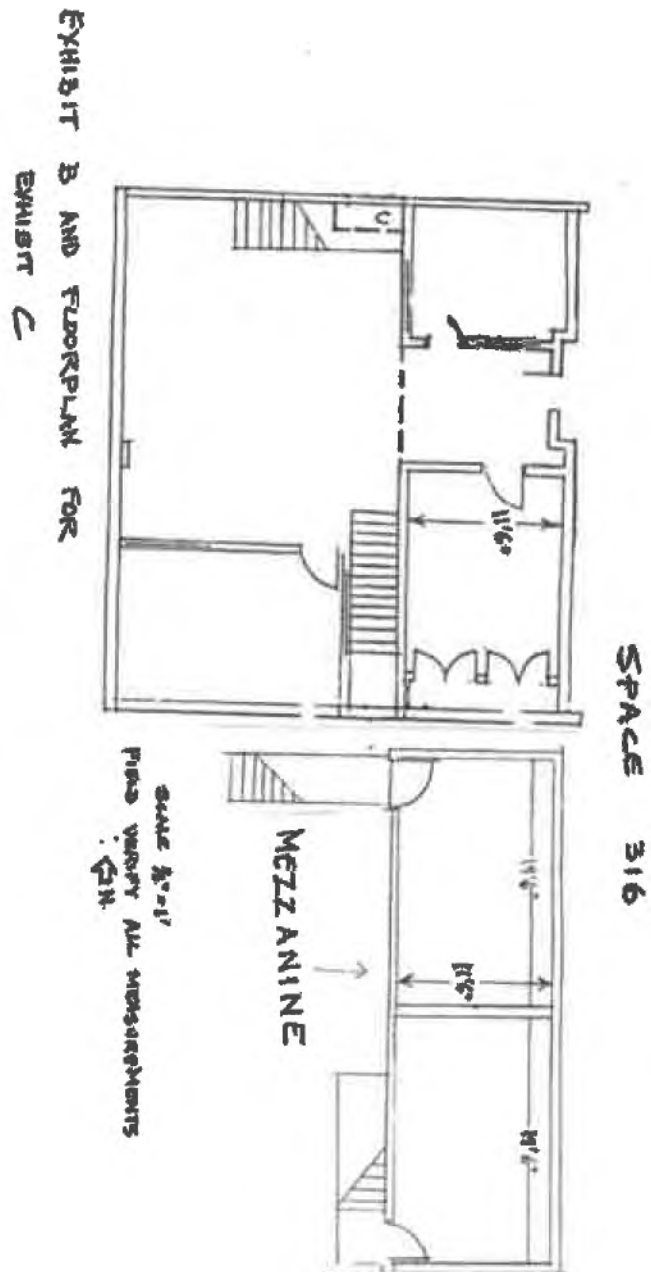 SPACE 316
11'6"
MEZZANINE
11'6"
FIELD VERIFY ALL MEASUREMENTS
EXHIBIT B AND FLOORPLAN FOR
EXHIBIT C